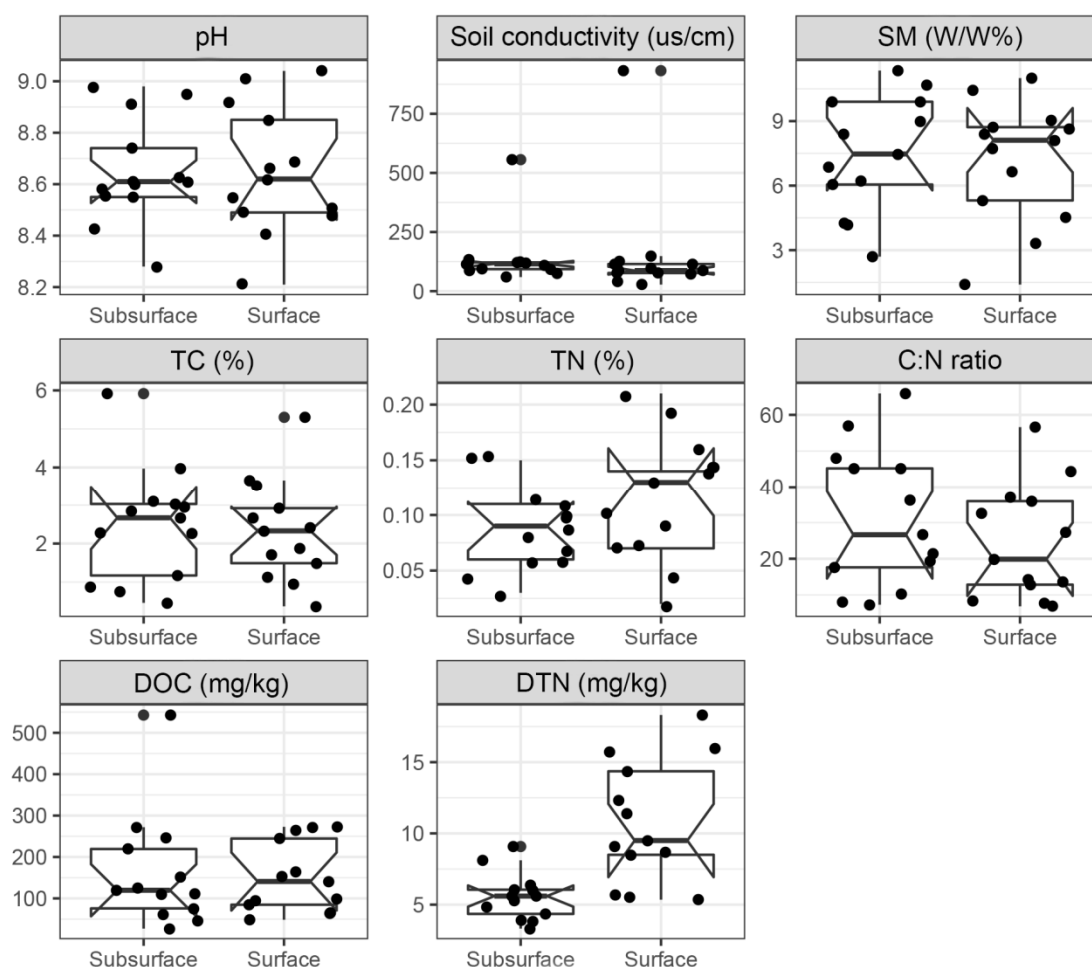 pH
Soil conductivity (us/cm)
SM (W/W%)
9.0
8.8
8.6
8.4
8.2
750
500
250
0
9
6
3
Subsurface
Surface
Subsurface
Surface
Subsurface
Surface
TC (%)
TN (%)
C:N ratio
6
4
2
0.20
0.15
0.10
0.05
60
40
20
Subsurface
Surface
Subsurface
Surface
Subsurface
Surface
DOC (mg/kg)
DTN (mg/kg)
500
400
300
200
100
15
10
5
Subsurface
Surface
Subsurface
Surface